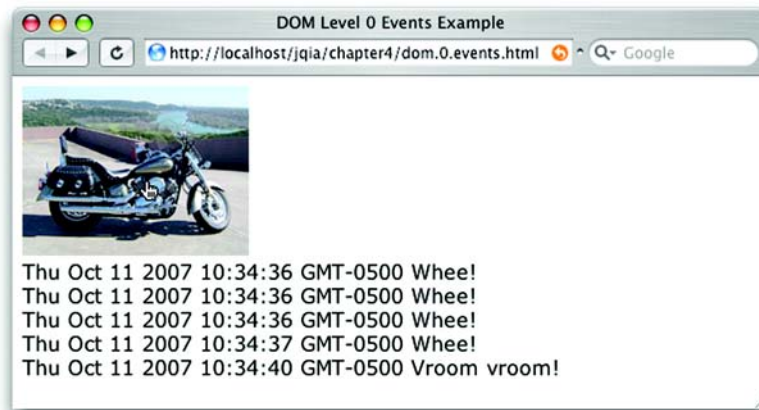 DOM Level 0 Events Example
http://localhost/jqia/chapter4/dom.0.events.html
Google
Thu Oct 11 2007 10:34:36 GMT-0500 Whee!
Thu Oct 11 2007 10:34:36 GMT-0500 Whee!
Thu Oct 11 2007 10:34:36 GMT-0500 Whee!
Thu Oct 11 2007 10:34:37 GMT-0500 Whee!
Thu Oct 11 2007 10:34:40 GMT-0500 Vroom vroom!